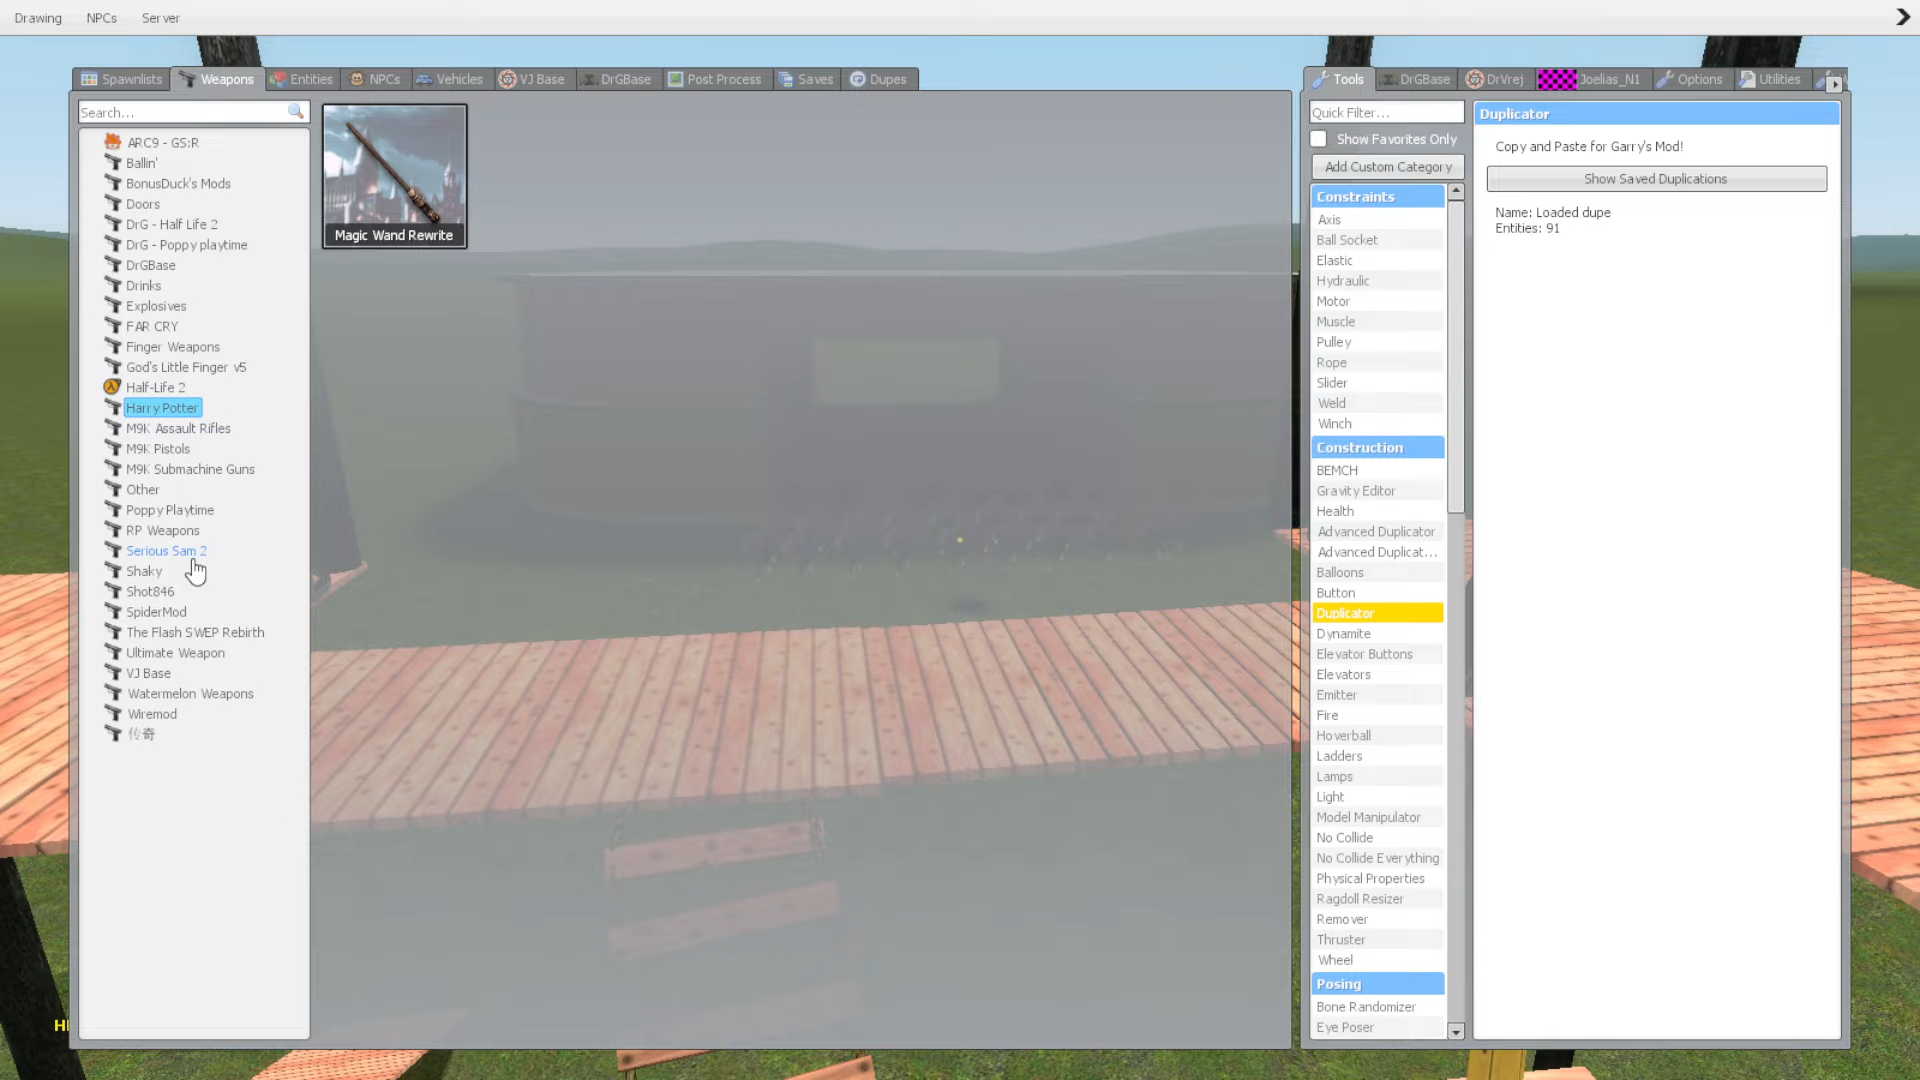 Drawing NPCs Server
Spawnlists Weapons Entities NPCs Vehicles VJ Base DrGBase Post Process Saves Dupes
Search...
ARC9 - GS:R
Ballin'
BonusDuck's Mods
Doors
DrG - Half Life 2
DrG - Poppy playtime
DrGBase
Drinks
Explosives
FAR CRY
Finger Weapons
God's Little Finger v5
Half-Life 2
Harry Potter
M9K Assault Rifles
M9K Pistols
M9K Submachine Guns
Other
Poppy Playtime
RP Weapons
Serious Sam 2
Shaky
Shot846
SpiderMod
The Flash SWEP Rebirth
Ultimate Weapon
VJ Base
Watermelon Weapons
Wiremod
传奇
Magic Wand Rewrite
Tools DrGBase DrVrej Joelias_N1 Options Utilities
Quick Filter...
Show Favorites Only
Add Custom Category
Constraints
Axis
Ball Socket
Elastic
Hydraulic
Motor
Muscle
Pulley
Rope
Slider
Weld
Winch
Construction
BEMCH
Gravity Editor
Health
Advanced Duplicator
Advanced Duplicat...
Balloons
Button
Duplicator
Dynamite
Elevator Buttons
Elevators
Emitter
Fire
Hoverball
Ladders
Lamps
Light
Model Manipulator
No Collide
No Collide Everything
Physical Properties
Ragdoll Resizer
Remover
Thruster
Wheel
Posing
Bone Randomizer
Eye Poser
Duplicator
Copy and Paste for Garry's Mod!
Show Saved Duplications
Name: Loaded dupe
Entities: 91